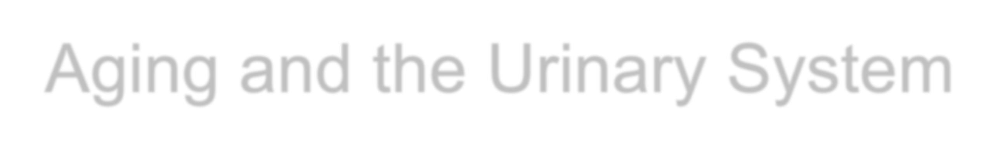 Aging and the Urinary System